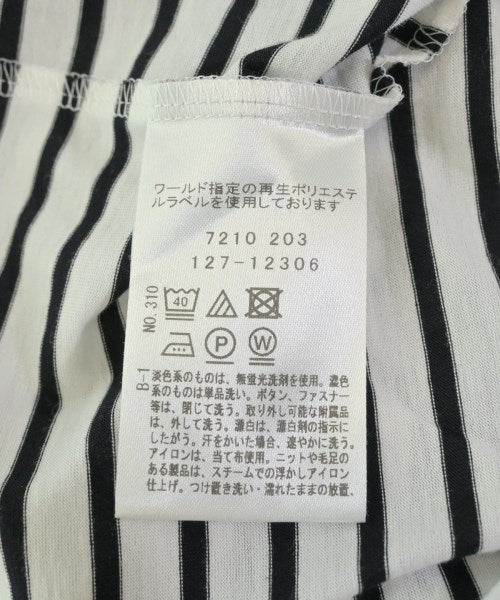 ワールド指定の再生ポリエステ
ルラベルを使用しております
7210 203
127-12306
NO. 310
40
P
W
B-1
淡色系のものは、無蛍光洗剤を使用。濃色
系のものは単品洗い。ボタン、ファスナー
等は、閉じて洗う。取り外し可能な附属品
は、外して洗う。漂白は、漂白剤の指示に
したがう。汗をかいた場合、速やかに洗う。
アイロンは、当て布使用。ニットや毛足の
ある製品は、スチームでの浮かしアイロン
仕上げ。つけ置き洗い・濡れたままの放置、